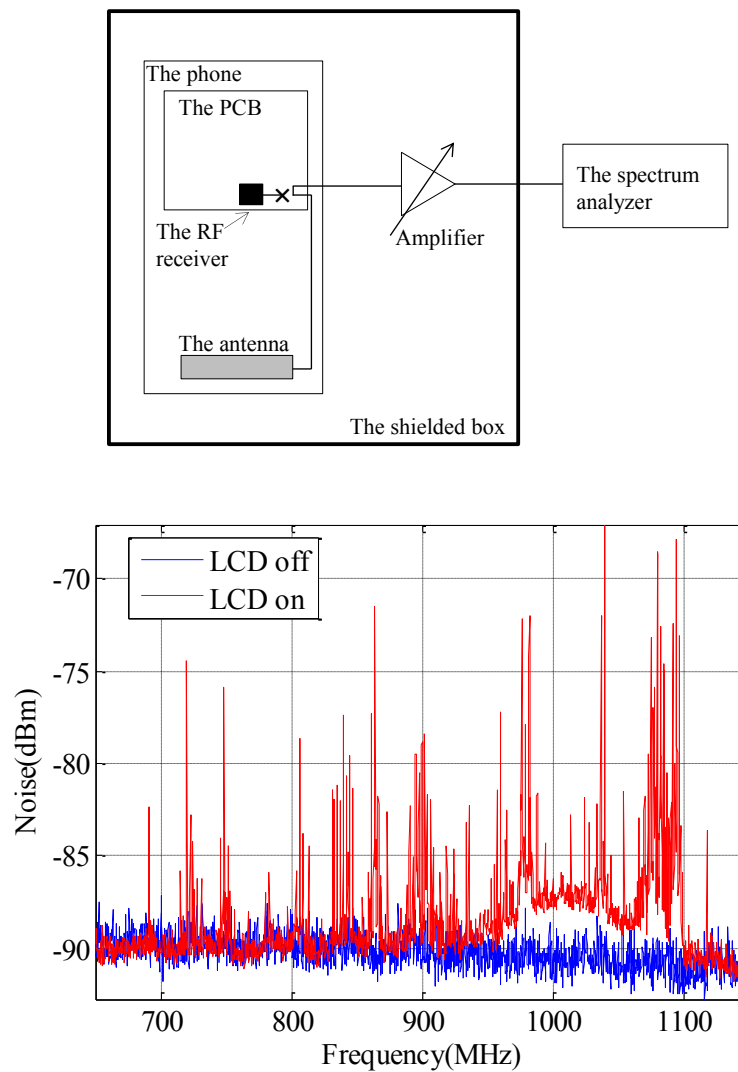 The phone
The PCB
The RF
receiver
The antenna
Amplifier
The spectrum
analyzer
The shielded box
LCD off
LCD on
Noise(dBm)
-70
-75
-80
-85
-90
700
800
900
1000
1100
Frequency(MHz)